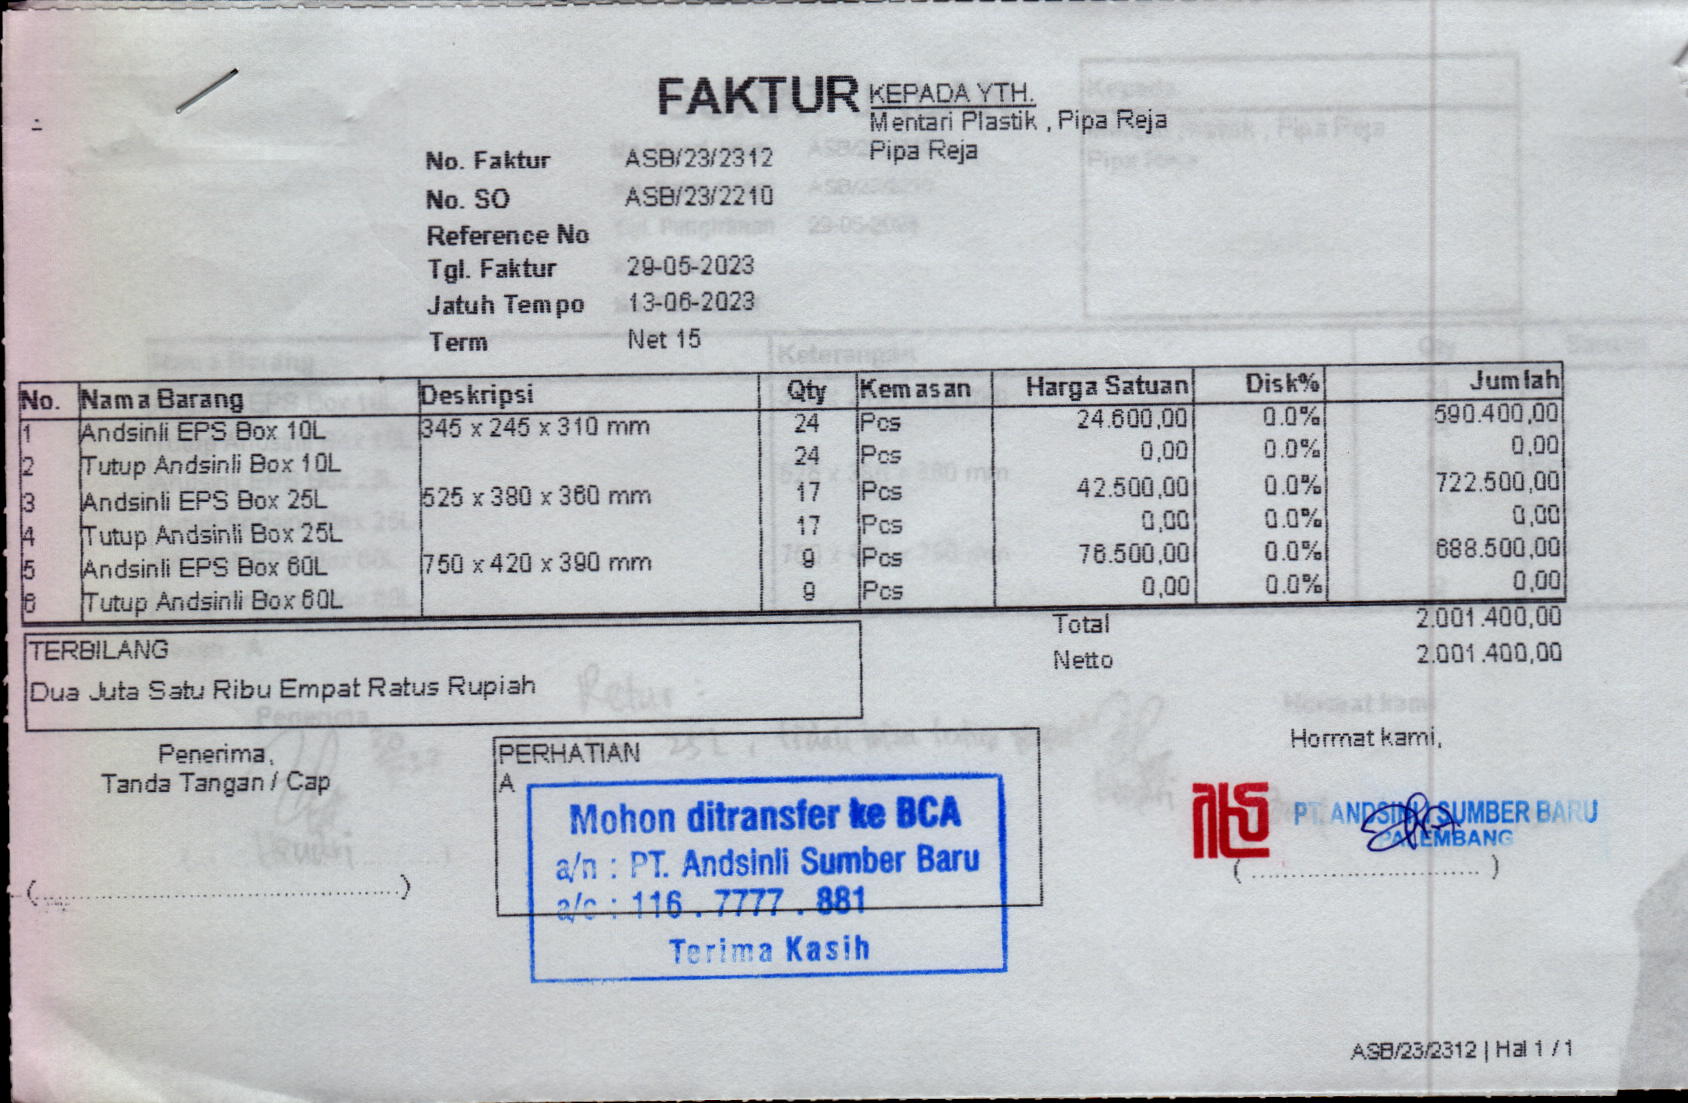 FAKTUR
KEPADA YTH.
Mentari Plastik , Pipa Reja
Pipa Reja
No. Faktur ASB/23/2312
No. SO ASB/23/2210
Reference No
Tgl. Faktur 29-05-2023
Jatuh Tempo 13-06-2023
Term Net 15
No. Nama Barang Deskripsi Qty Kemasan Harga Satuan Disk% Jumlah
1 Andsinli EPS Box 10L 345 x 245 x 310 mm 24 Pcs 24.600,00 0.0% 590.400,00
2 Tutup Andsinli Box 10L 24 Pcs 0,00 0.0% 0,00
3 Andsinli EPS Box 25L 525 x 380 x 360 mm 17 Pcs 42.500,00 0.0% 722.500,00
4 Tutup Andsinli Box 25L 17 Pcs 0,00 0.0% 0,00
5 Andsinli EPS Box 60L 750 x 420 x 390 mm 9 Pcs 76.500,00 0.0% 688.500,00
6 Tutup Andsinli Box 60L 9 Pcs 0,00 0.0% 0,00
Total 2.001.400,00
Netto 2.001.400,00
TERBILANG
Dua Juta Satu Ribu Empat Ratus Rupiah
Penerima,
Tanda Tangan / Cap
(........................................)
PERHATIAN
A
Mohon ditransfer ke BCA
a/n : PT. Andsinli Sumber Baru
a/c : 116 . 7777 . 881
Terima Kasih
Hormat kami,
PT. ANDSINLI SUMBER BARU
PALEMBANG
(............................)
ASB/23/2312 | Hal 1 / 1